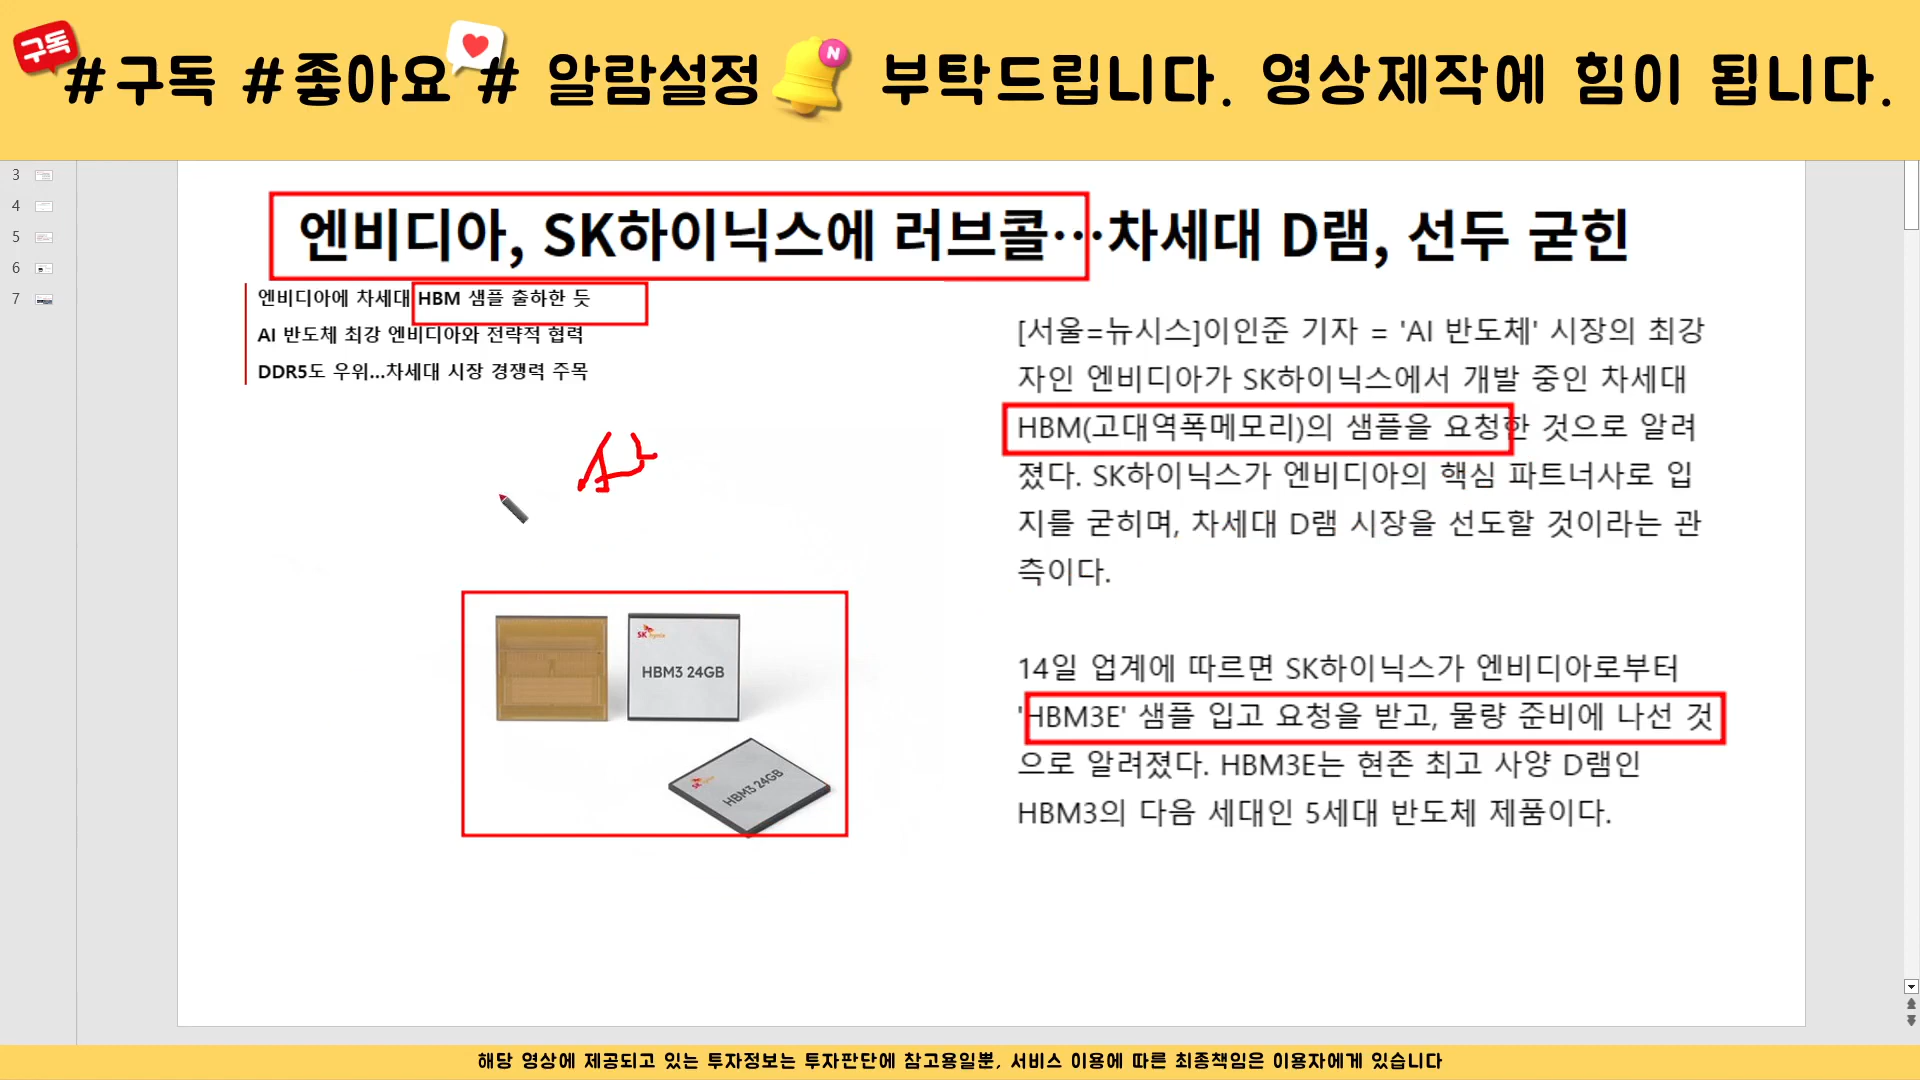 구독
#구독 #좋아요 # 알람설정 N 부탁드립니다. 영상제작에 힘이 됩니다.
3
4
5
6
7
엔비디아, SK하이닉스에 러브콜…차세대 D램, 선두 굳힌
엔비디아에 차세대 HBM 샘플 출하한 듯
AI 반도체 최강 엔비디아와 전략적 협력
DDR5도 우위...차세대 시장 경쟁력 주목
[서울=뉴시스]이인준 기자 = 'AI 반도체' 시장의 최강
자인 엔비디아가 SK하이닉스에서 개발 중인 차세대
HBM(고대역폭메모리)의 샘플을 요청한 것으로 알려
졌다. SK하이닉스가 엔비디아의 핵심 파트너사로 입
지를 굳히며, 차세대 D램 시장을 선도할 것이라는 관
측이다.
14일 업계에 따르면 SK하이닉스가 엔비디아로부터
'HBM3E' 샘플 입고 요청을 받고, 물량 준비에 나선 것
으로 알려졌다. HBM3E는 현존 최고 사양 D램인
HBM3의 다음 세대인 5세대 반도체 제품이다.
SK hynix
HBM3 24GB
HBM3 24GB
해당 영상에 제공되고 있는 투자정보는 투자판단에 참고용일뿐, 서비스 이용에 따른 최종책임은 이용자에게 있습니다